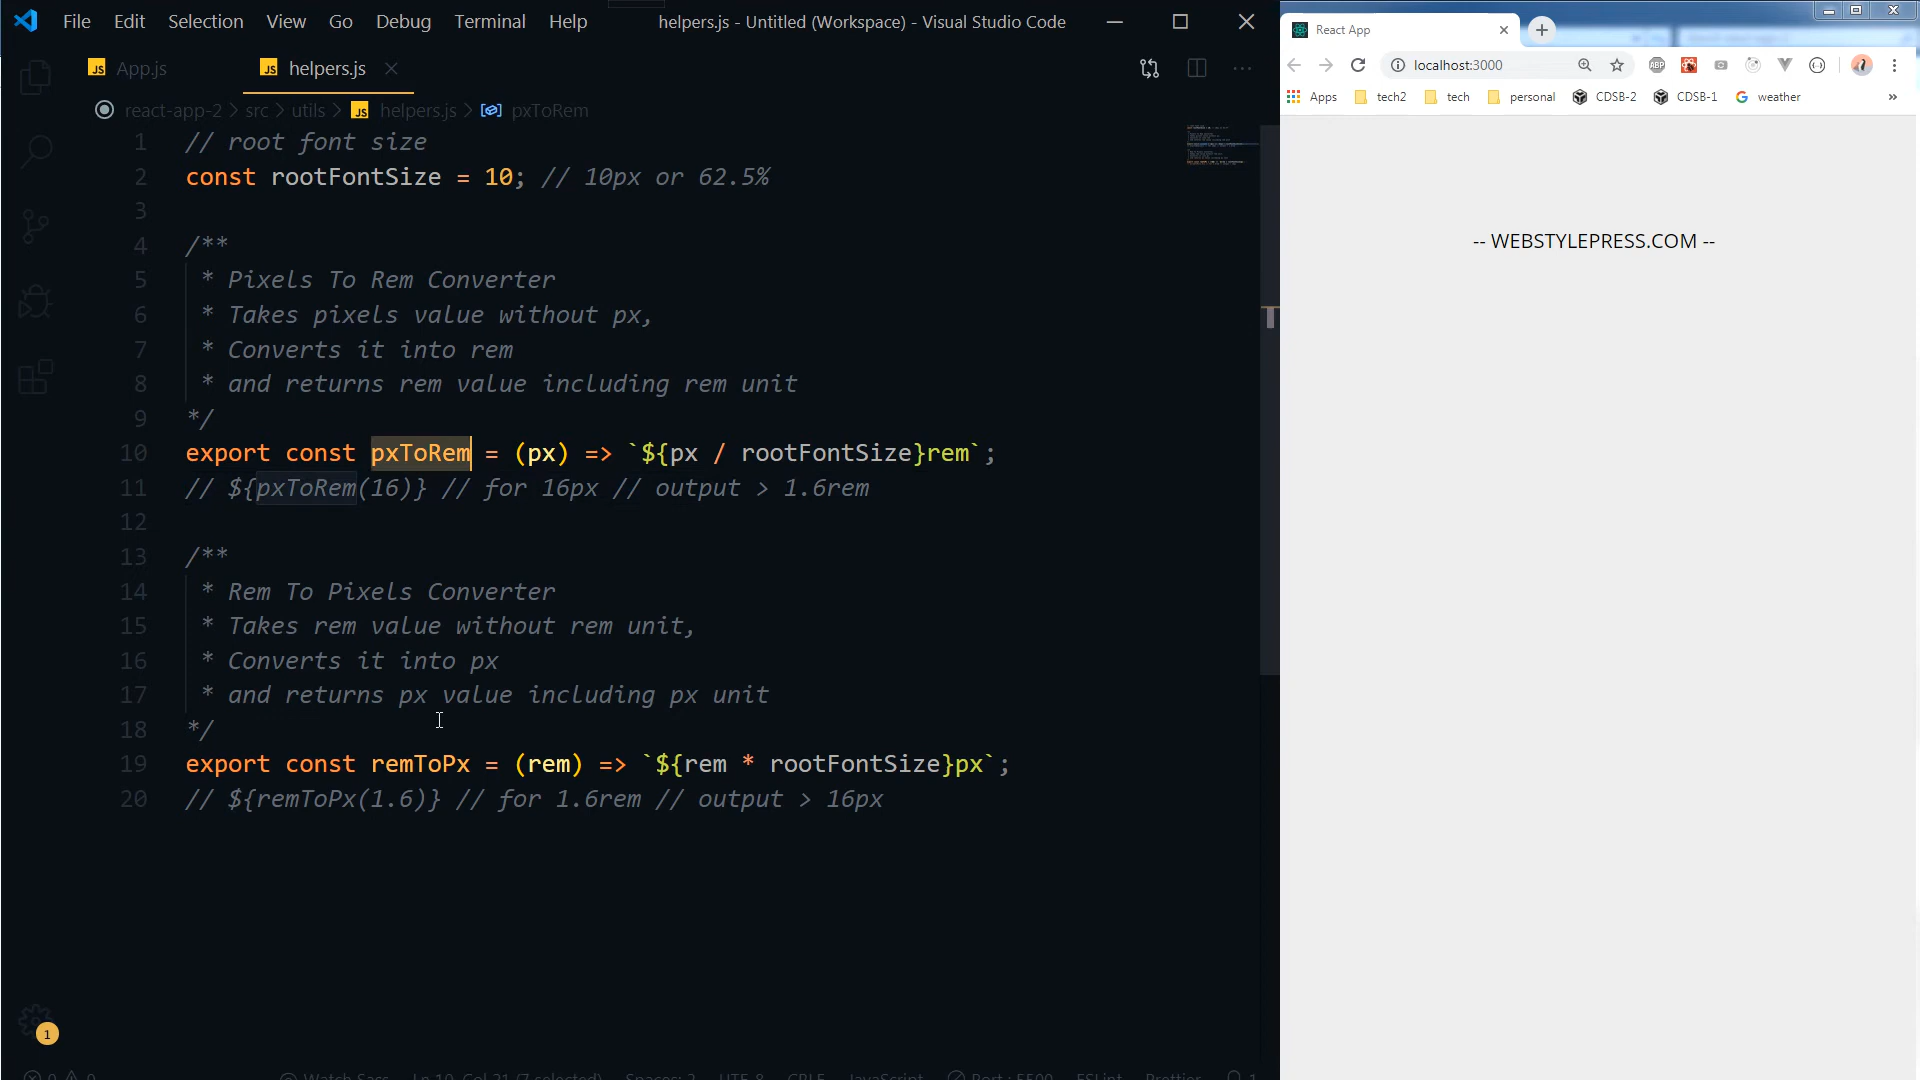 File Edit Selection View Go Debug Terminal Help helpers.js - Untitled (Workspace) - Visual Studio Code
JS App.js JS helpers.js
react-app-2 > src > utils > JS helpers.js > pxToRem
1 // root font size
2 const rootFontSize = 10; // 10px or 62.5%
3
4 /**
5 * Pixels To Rem Converter
6 * Takes pixels value without px,
7 * Converts it into rem
8 * and returns rem value including rem unit
9 */
10 export const pxToRem = (px) => `${px / rootFontSize}rem`;
11 // ${pxToRem(16)} // for 16px // output > 1.6rem
12
13 /**
14 * Rem To Pixels Converter
15 * Takes rem value without rem unit,
16 * Converts it into px
17 * and returns px value including px unit
18 */
19 export const remToPx = (rem) => `${rem * rootFontSize}px`;
20 // ${remToPx(1.6)} // for 1.6rem // output > 16px
1
React App
localhost:3000
ABP
Apps tech2 tech personal CDSB-2 CDSB-1 G weather »
-- WEBSTYLEPRESS.COM --